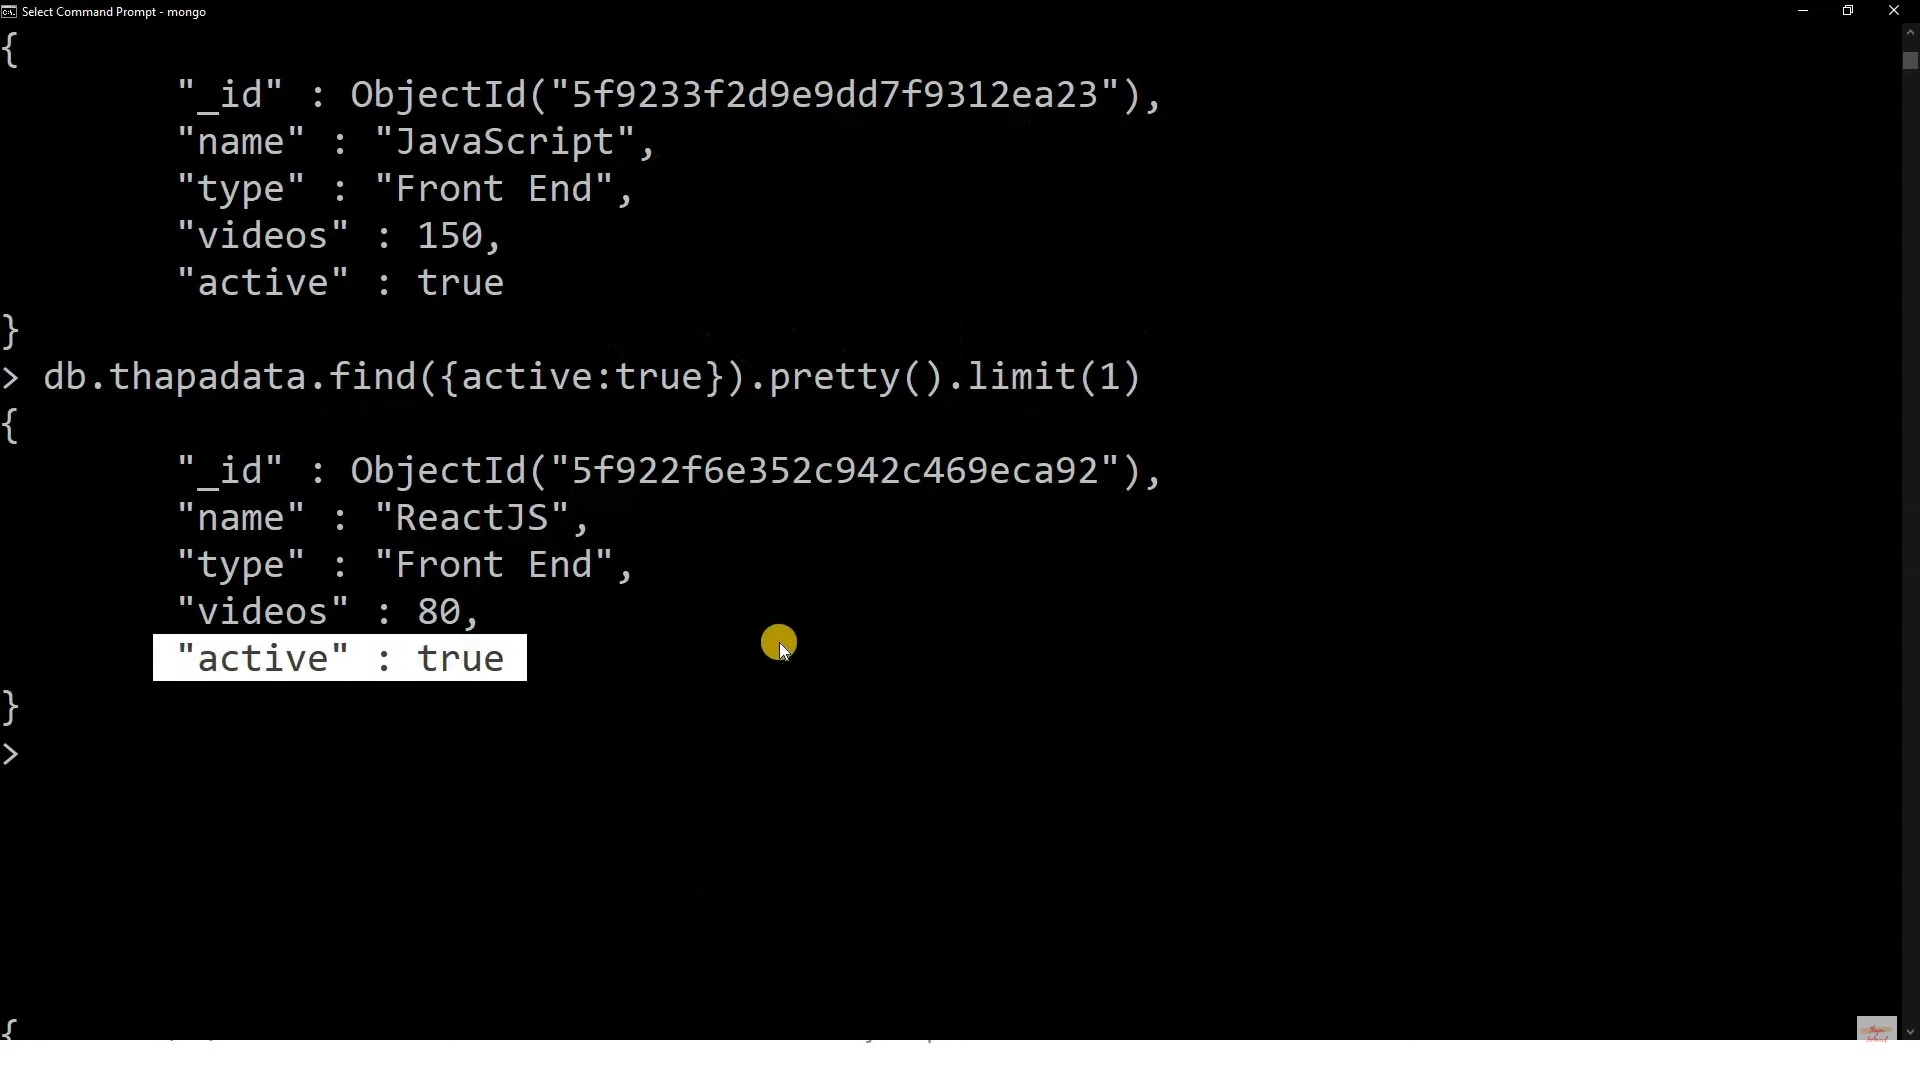 Select Command Prompt - mongo
{
"_id" : ObjectId("5f9233f2d9e9dd7f9312ea23"),
"name" : "JavaScript",
"type" : "Front End",
"videos" : 150,
"active" : true
}
> db.thapadata.find({active:true}).pretty().limit(1)
{
"_id" : ObjectId("5f922f6e352c942c469eca92"),
"name" : "ReactJS",
"type" : "Front End",
"videos" : 80,
"active" : true
}
>
{